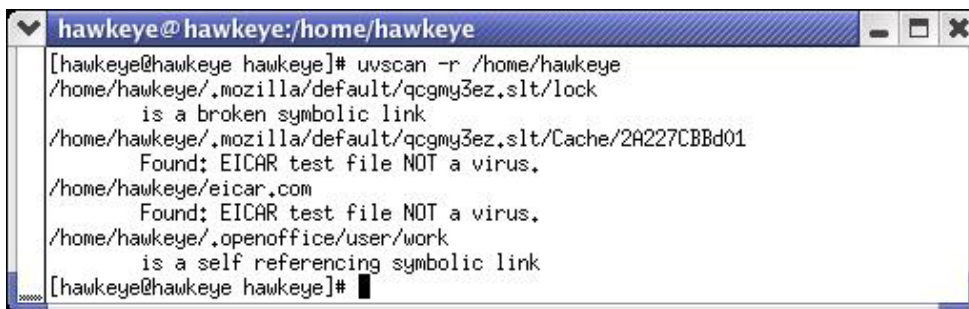 hawkeye@hawkeye:/home/hawkeye
[hawkeye@hawkeye hawkeye]# uvscan -r /home/hawkeye
/home/hawkeye/.mozilla/default/qcgmy3ez.slt/lock
is a broken symbolic link
/home/hawkeye/.mozilla/default/qcgmy3ez.slt/Cache/2A227CBBd01
Found: EICAR test file NOT a virus.
/home/hawkeye/eicar.com
Found: EICAR test file NOT a virus.
/home/hawkeye/.openoffice/user/work
is a self referencing symbolic link
[hawkeye@hawkeye hawkeye]#